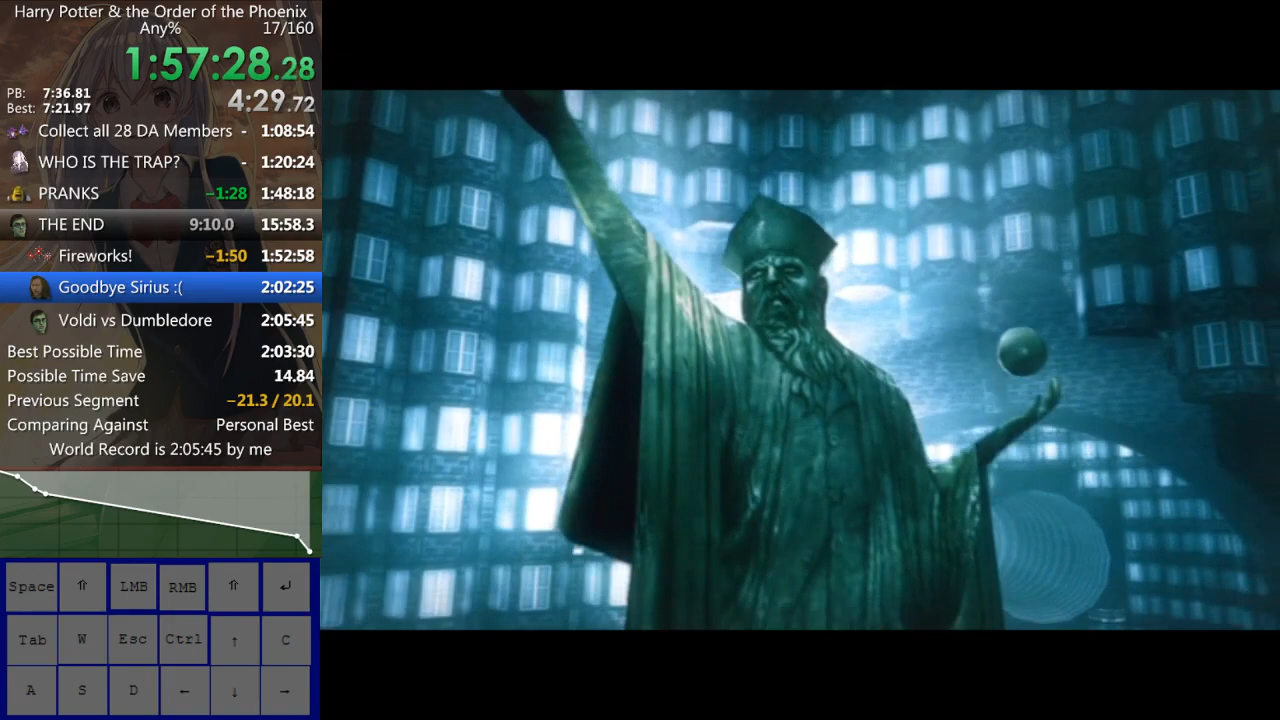 Harry Potter & the Order of the Phoenix
Any% 17/160
1:57:28.28
PB: 7:36.81
Best: 7:21.97
4:29.72
Collect all 28 DA Members - 1:08:54
WHO IS THE TRAP? - 1:20:24
PRANKS −1:28 1:48:18
THE END 9:10.0 15:58.3
Fireworks! −1:50 1:52:58
Goodbye Sirius :( 2:02:25
Voldi vs Dumbledore 2:05:45
Best Possible Time 2:03:30
Possible Time Save 14.84
Previous Segment −21.3 / 20.1
Comparing Against Personal Best
World Record is 2:05:45 by me
Space ⇑ LMB RMB ⇑ ↲
Tab W Esc Ctrl ↑ C
A S D ← ↓ →